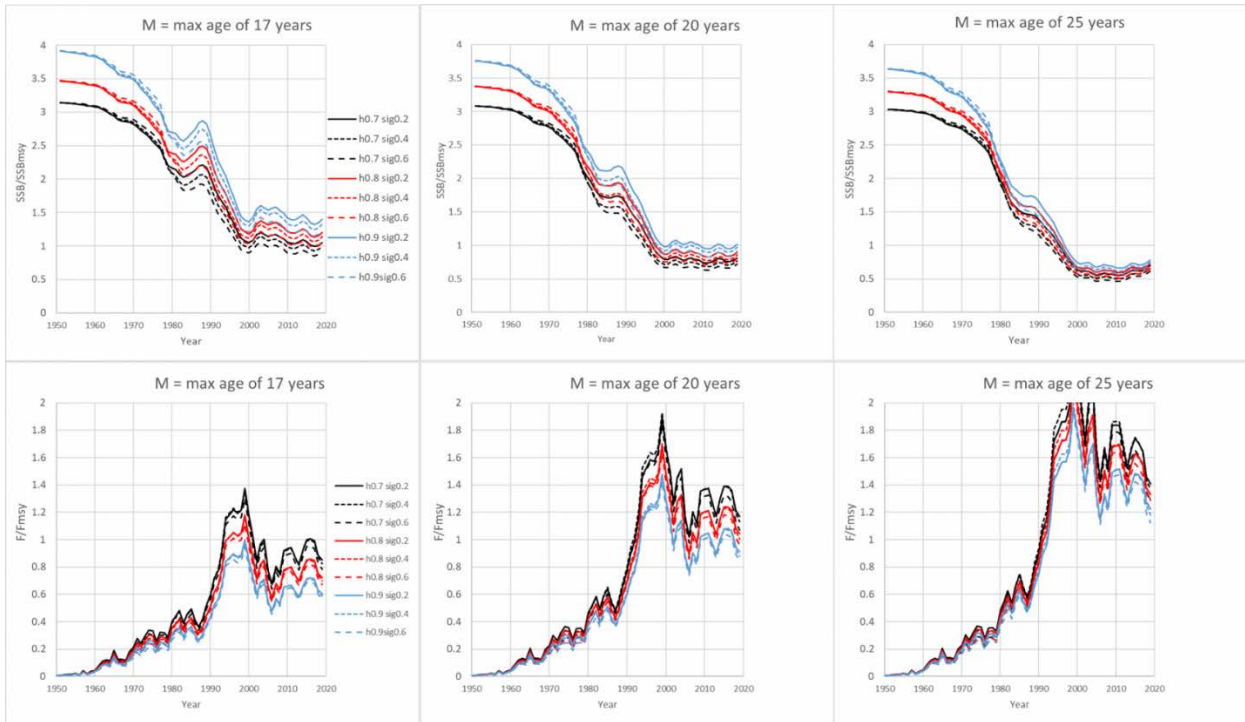 M = max age of 17 years
SSB/SSBmsy
4
3.5
3
2.5
2
1.5
1
0.5
0
1950 1960 1970 1980 1990 2000 2010 2020
Year
h0.7 sig0.2
h0.7 sig0.4
h0.7 sig0.6
h0.8 sig0.2
h0.8 sig0.4
h0.8 sig0.6
h0.9 sig0.2
h0.9 sig0.4
h0.9sig0.6
M = max age of 20 years
SSB/SSBmsy
4
3.5
3
2.5
2
1.5
1
0.5
0
1950 1960 1970 1980 1990 2000 2010 2020
Year
M = max age of 25 years
SSB/SSBmsy
4
3.5
3
2.5
2
1.5
1
0.5
0
1950 1960 1970 1980 1990 2000 2010 2020
Year
M = max age of 17 years
F/Fmsy
2
1.8
1.6
1.4
1.2
1
0.8
0.6
0.4
0.2
0
1950 1960 1970 1980 1990 2000 2010 2020
Year
h0.7 sig0.2
h0.7 sig0.4
h0.7 sig0.6
h0.8 sig0.2
h0.8 sig0.4
h0.8 sig0.6
h0.9 sig0.2
h0.9 sig0.4
h0.9sig0.6
M = max age of 20 years
F/Fmsy
2
1.8
1.6
1.4
1.2
1
0.8
0.6
0.4
0.2
0
1950 1960 1970 1980 1990 2000 2010 2020
Year
M = max age of 25 years
F/Fmsy
2
1.8
1.6
1.4
1.2
1
0.8
0.6
0.4
0.2
0
1950 1960 1970 1980 1990 2000 2010 2020
Year